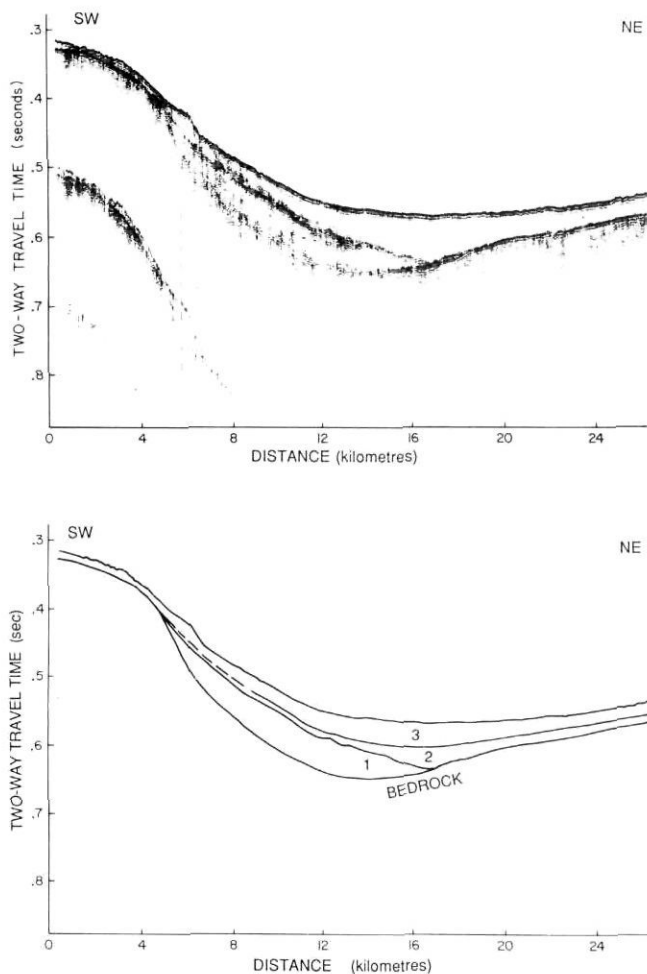 SW
NE
.3
.4
.5
.6
.7
.8
TWO-WAY TRAVEL TIME (seconds)
0 4 8 12 16 20 24
DISTANCE (kilometres)
SW
NE
.3
.4
.5
.6
.7
.8
TWO-WAY TRAVEL TIME (sec)
3
2
1
BEDROCK
0 4 8 12 16 20 24
DISTANCE (kilometres)